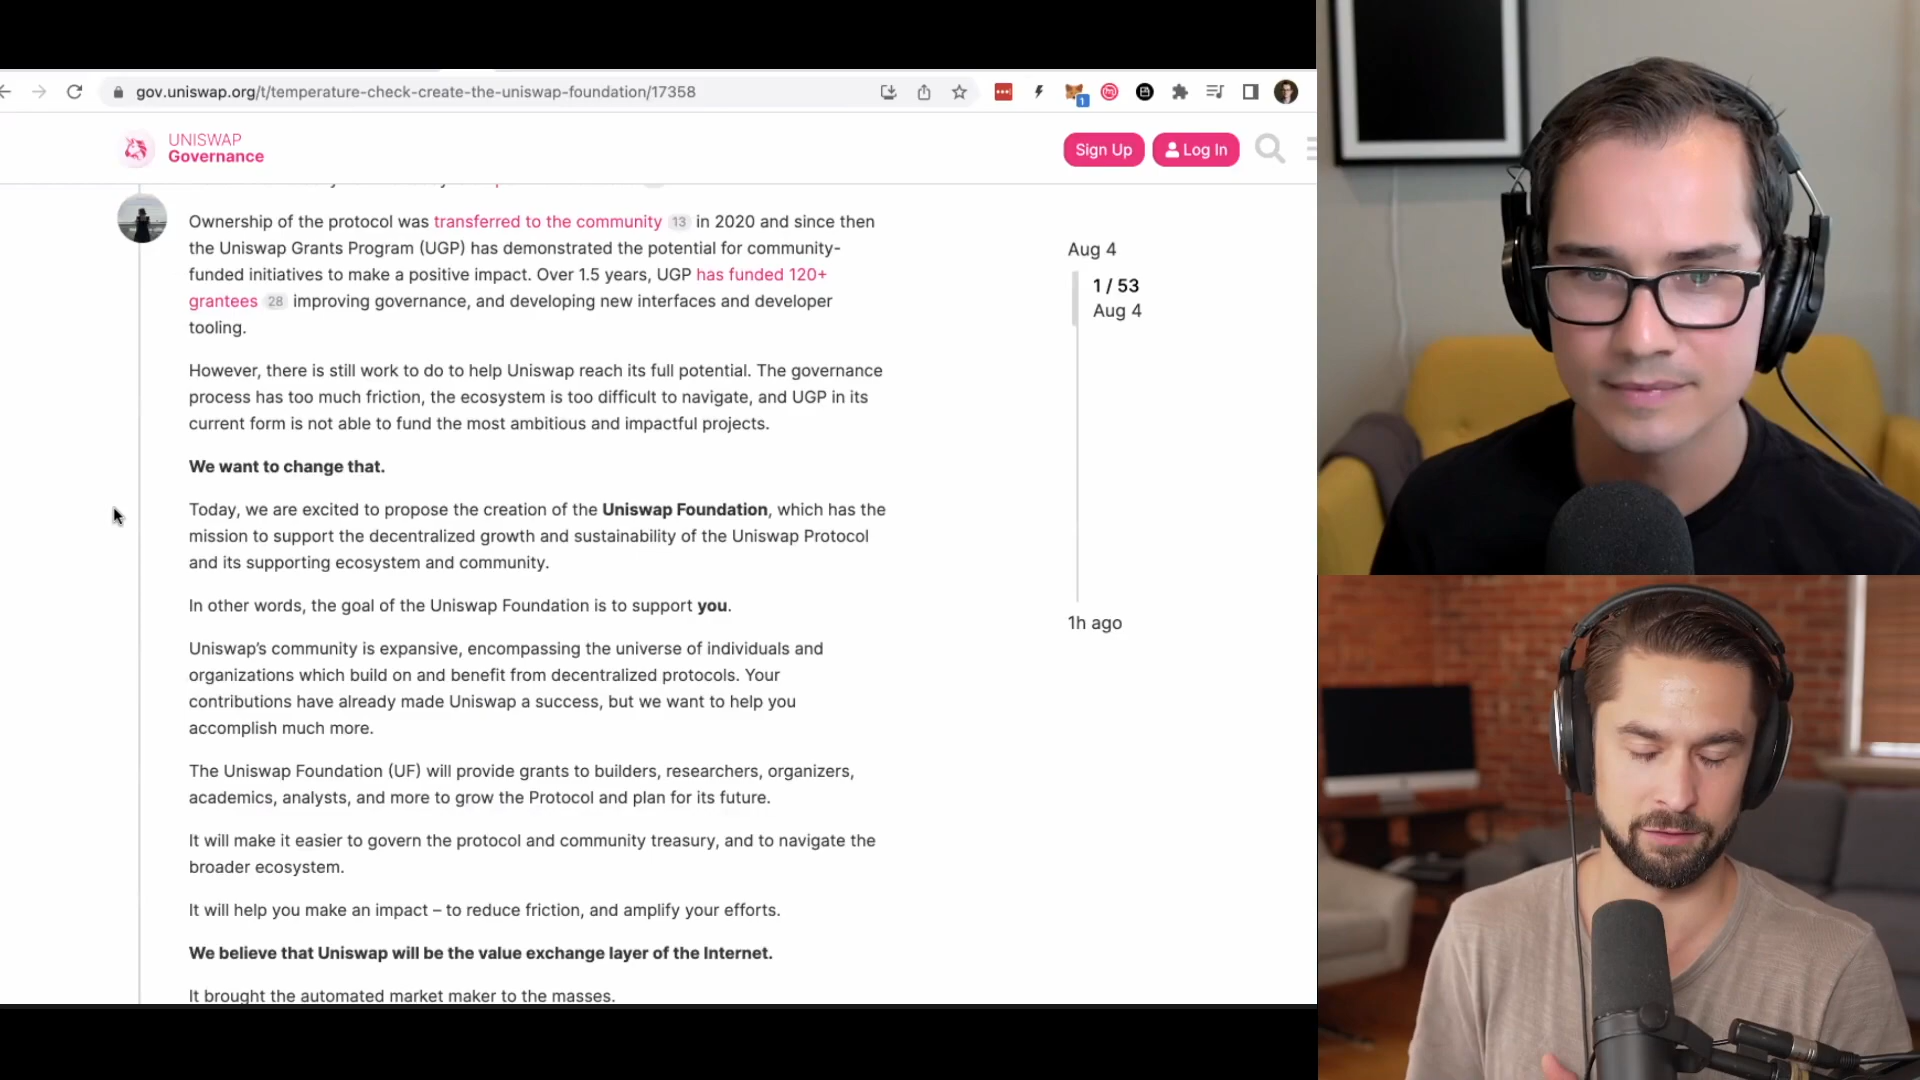 gov.uniswap.org/t/temperature-check-create-the-uniswap-foundation/17358
1
UNISWAP
Governance
Sign Up
Log In
Ownership of the protocol was transferred to the community 13 in 2020 and since then
the Uniswap Grants Program (UGP) has demonstrated the potential for community-
funded initiatives to make a positive impact. Over 1.5 years, UGP has funded 120+
grantees 28 improving governance, and developing new interfaces and developer
tooling.
However, there is still work to do to help Uniswap reach its full potential. The governance
process has too much friction, the ecosystem is too difficult to navigate, and UGP in its
current form is not able to fund the most ambitious and impactful projects.
We want to change that.
Today, we are excited to propose the creation of the Uniswap Foundation, which has the
mission to support the decentralized growth and sustainability of the Uniswap Protocol
and its supporting ecosystem and community.
In other words, the goal of the Uniswap Foundation is to support you.
Uniswap’s community is expansive, encompassing the universe of individuals and
organizations which build on and benefit from decentralized protocols. Your
contributions have already made Uniswap a success, but we want to help you
accomplish much more.
The Uniswap Foundation (UF) will provide grants to builders, researchers, organizers,
academics, analysts, and more to grow the Protocol and plan for its future.
It will make it easier to govern the protocol and community treasury, and to navigate the
broader ecosystem.
It will help you make an impact – to reduce friction, and amplify your efforts.
We believe that Uniswap will be the value exchange layer of the Internet.
It brought the automated market maker to the masses.
Aug 4
1 / 53
Aug 4
1h ago